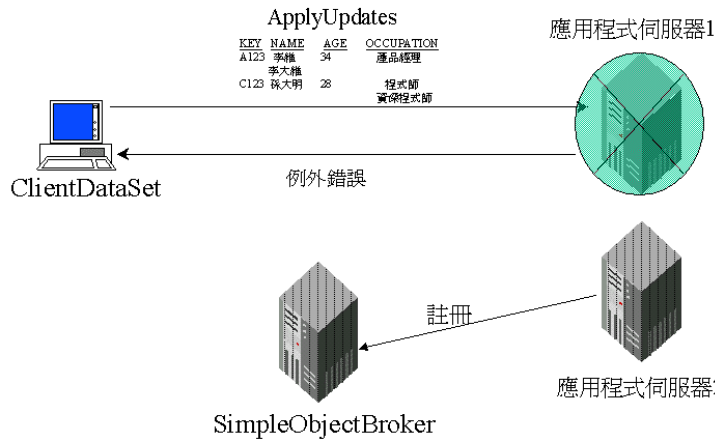 ApplyUpdates
應用程式伺服器1
KEY NAME AGE OCCUPATION
A123 李維 34 產品經理
李大維
C123 孫大明 28 程式師
資深程式師
ClientDataSet
例外錯誤
註冊
應用程式伺服器
SimpleObjectBroker